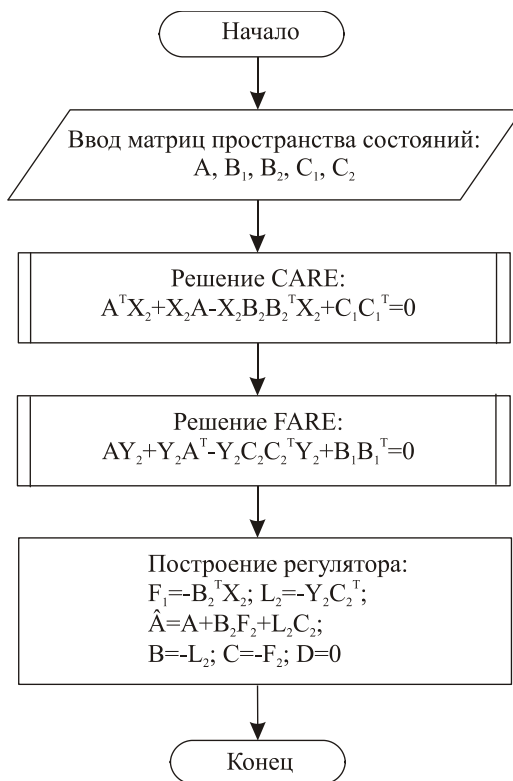 Начало
Ввод матриц пространства состояний:
A, B₁, B₂, C₁, C₂
Решение CARE:
AᵀX₂+X₂A-X₂B₂B₂ᵀX₂+C₁C₁ᵀ=0
Решение FARE:
AY₂+Y₂Aᵀ-Y₂C₂C₂ᵀY₂+B₁B₁ᵀ=0
Построение регулятора:
F₁=-B₂ᵀX₂; L₂=-Y₂C₂ᵀ;
Â=A+B₂F₂+L₂C₂;
B=-L₂; C=-F₂; D=0
Конец